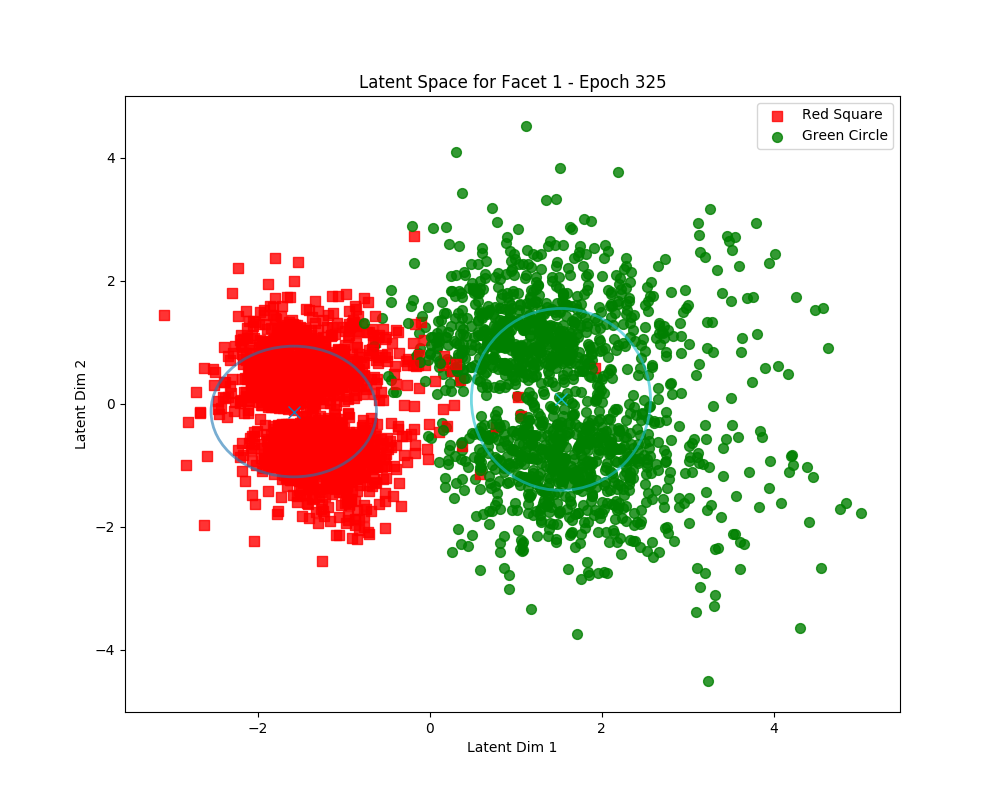 Latent Space for Facet 1 - Epoch 325
Red Square
Green Circle
4
2
0
−2
−4
Latent Dim 2
−2
0
2
4
Latent Dim 1